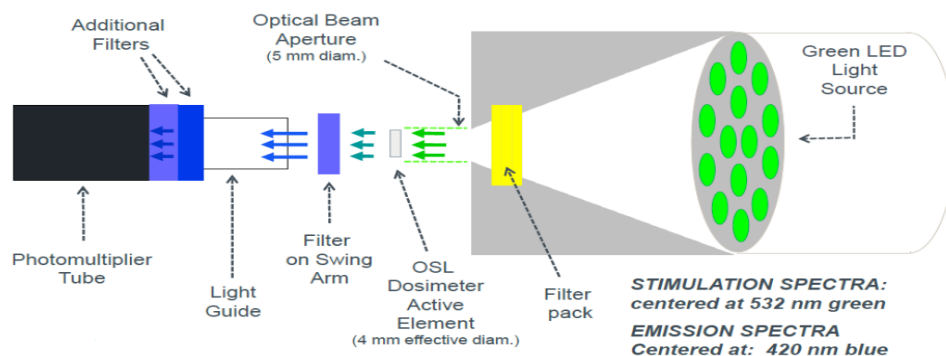 Additional
Filters
Optical Beam
Aperture
(5 mm diam.)
Green LED
Light
Source
Photomultiplier
Tube
Light
Guide
Filter
on Swing
Arm
OSL
Dosimeter
Active
Element
(4 mm effective diam.)
Filter
pack
STIMULATION SPECTRA:
centered at 532 nm green
EMISSION SPECTRA
Centered at: 420 nm blue